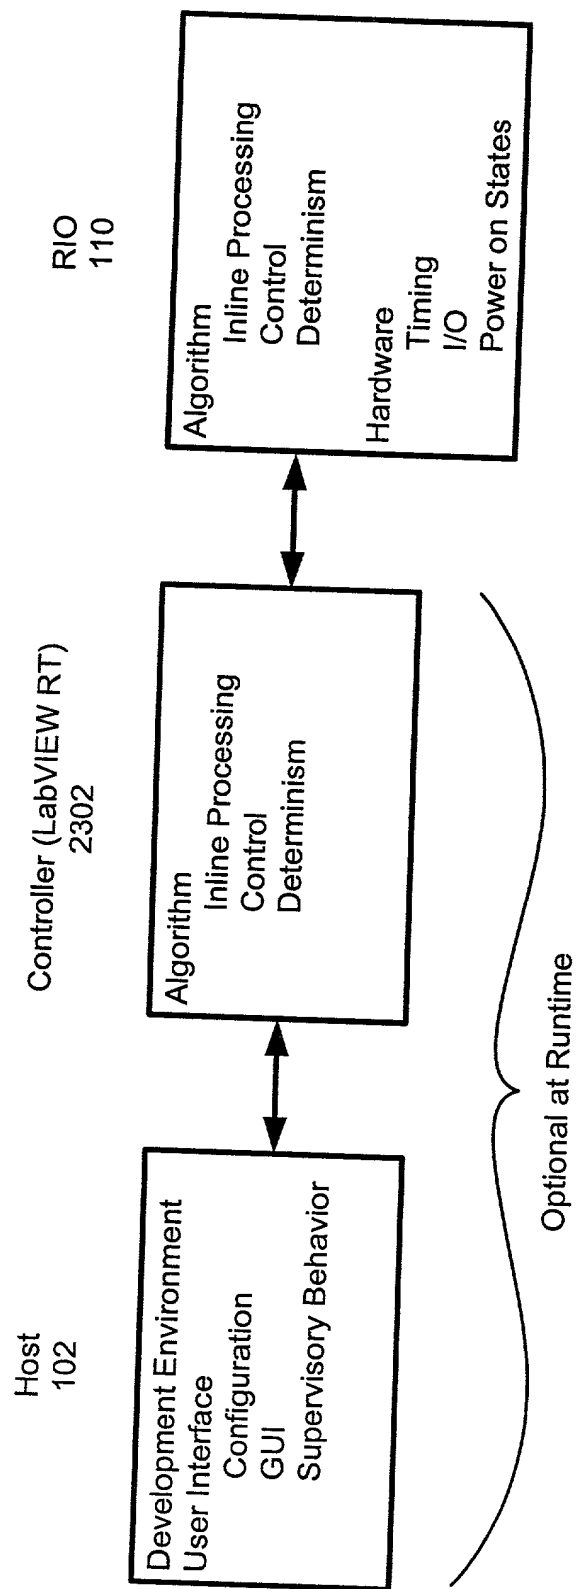 Host
102
Development Environment
User Interface
Configuration
GUI
Supervisory Behavior
Controller (LabVIEW RT)
2302
Algorithm
Inline Processing
Control
Determinism
RIO
110
Algorithm
Inline Processing
Control
Determinism
Hardware
Timing
I/O
Power on States
Optional at Runtime